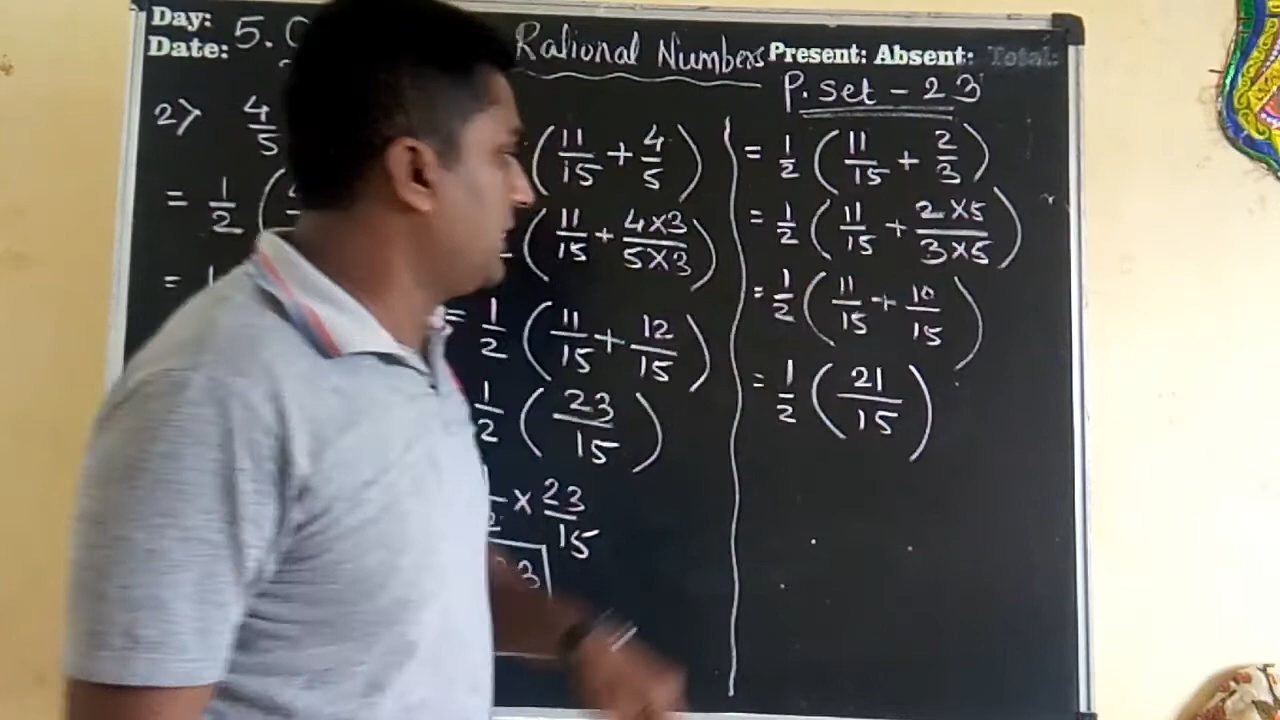 Day: 5.
Date:
Rational Numbers Present: Absent: Total:
P. Set - 23
2> 4/5
= 1/2 (
= 1
( 11/15 + 4/5 )
( 11/15 + 4×3/5×3 )
= 1/2 ( 11/15 + 12/15 )
1/2 ( 23/15 )
× 23/15
23
= 1/2 ( 11/15 + 2/3 )
= 1/2 ( 11/15 + 2×5/3×5 )
= 1/2 ( 11/15 + 10/15 )
= 1/2 ( 21/15 )